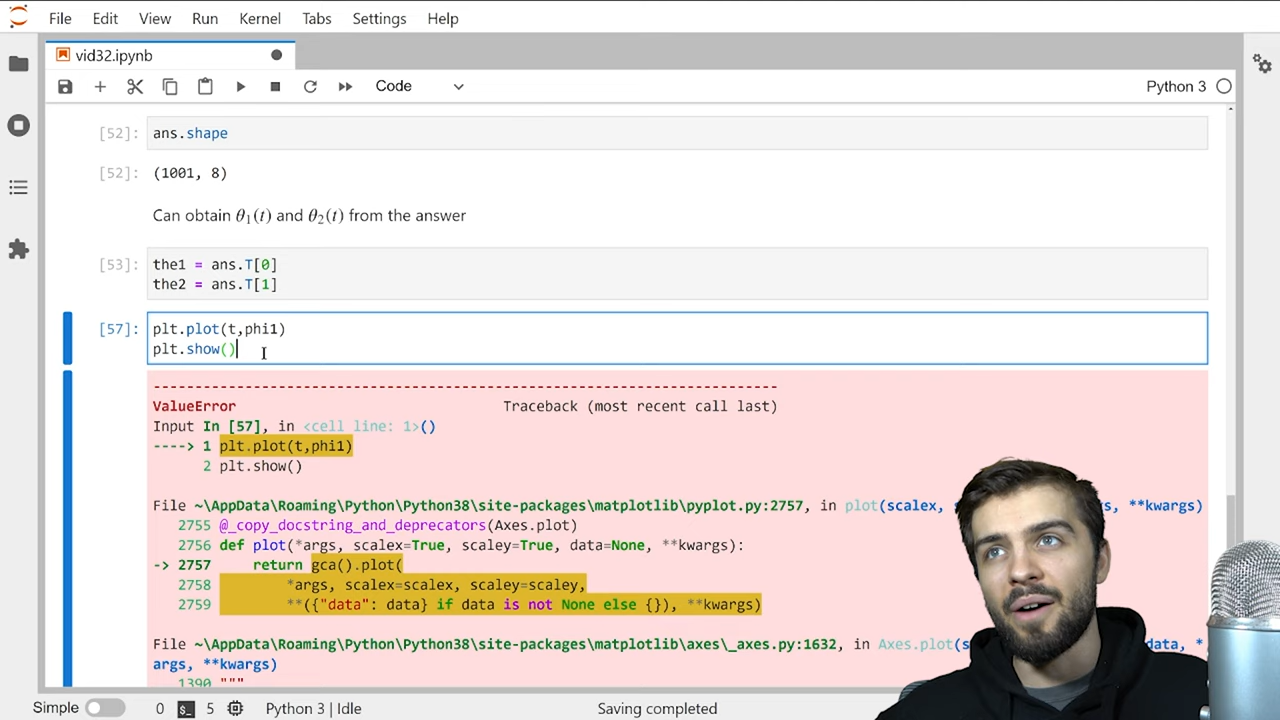 File Edit View Run Kernel Tabs Settings Help
vid32.ipynb
Code
Python 3
[52]: ans.shape
[52]: (1001, 8)
Can obtain θ₁(t) and θ₂(t) from the answer
[53]: the1 = ans.T[0]
the2 = ans.T[1]
[57]: plt.plot(t,phi1)
plt.show()
---------------------------------------------------------------------------
ValueError Traceback (most recent call last)
Input In [57], in <cell line: 1>()
----> 1 plt.plot(t,phi1)
2 plt.show()
File ~\AppData\Roaming\Python\Python38\site-packages\matplotlib\pyplot.py:2757, in plot(scalex, **kwargs)
2755 @_copy_docstring_and_deprecators(Axes.plot)
2756 def plot(*args, scalex=True, scaley=True, data=None, **kwargs):
-> 2757 return gca().plot(
2758 *args, scalex=scalex, scaley=scaley,
2759 **({"data": data} if data is not None else {}), **kwargs)
File ~\AppData\Roaming\Python\Python38\site-packages\matplotlib\axes\_axes.py:1632, in Axes.plot( data, *
args, **kwargs)
1390 """
Simple 0 5 Python 3 | Idle Saving completed